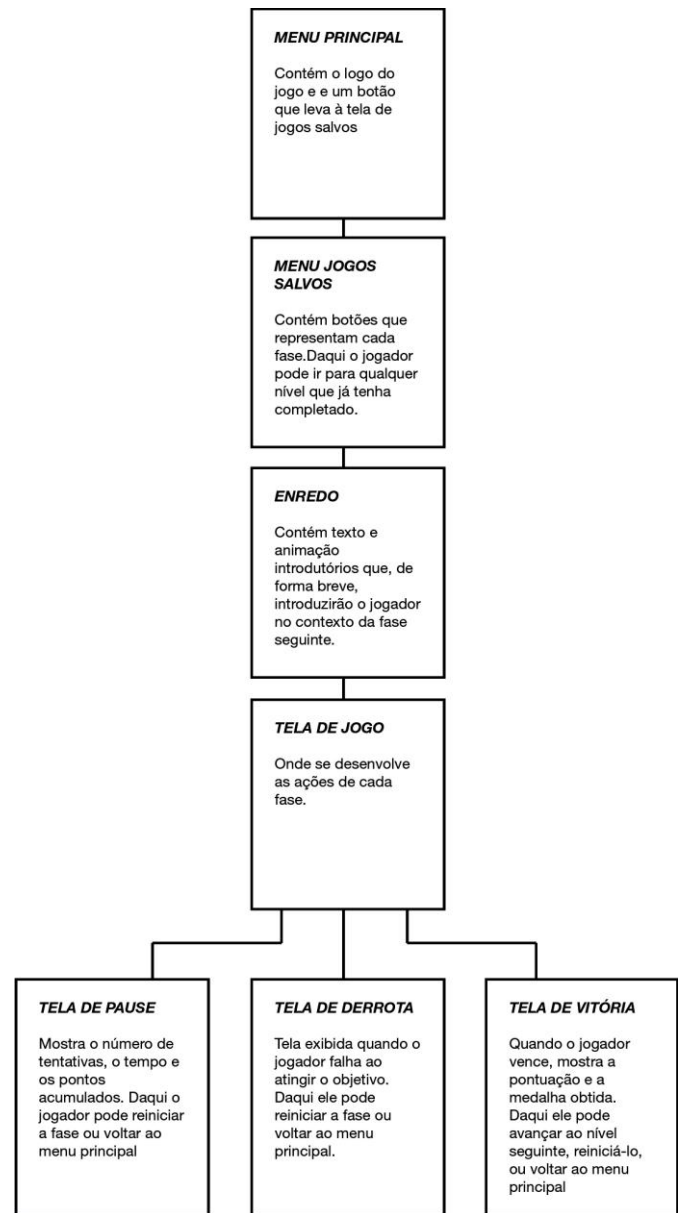 MENU PRINCIPAL
Contém o logo do
jogo e e um botão
que leva à tela de
jogos salvos
MENU JOGOS
SALVOS
Contém botões que
representam cada
fase.Daqui o jogador
pode ir para qualquer
nível que já tenha
completado.
ENREDO
Contém texto e
animação
introdutórios que, de
forma breve,
introduzirão o jogador
no contexto da fase
seguinte.
TELA DE JOGO
Onde se desenvolve
as ações de cada
fase.
TELA DE PAUSE
Mostra o número de
tentativas, o tempo e
os pontos
acumulados. Daqui o
jogador pode reiniciar
a fase ou voltar ao
menu principal
TELA DE DERROTA
Tela exibida quando o
jogador falha ao
atingir o objetivo.
Daqui ele pode
reiniciar a fase ou
voltar ao menu
principal.
TELA DE VITÓRIA
Quando o jogador
vence, mostra a
pontuação e a
medalha obtida.
Daqui ele pode
avançar ao nível
seguinte, reiniciá-lo,
ou voltar ao menu
principal